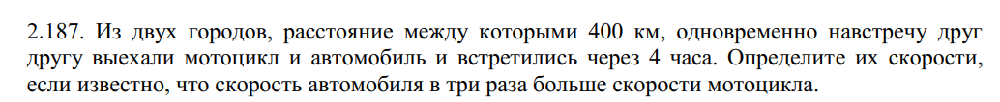 2.187. Из двух городов, расстояние между которыми 400 км, одновременно навстречу друг
другу выехали мотоцикл и автомобиль и встретились через 4 часа. Определите их скорости,
если известно, что скорость автомобиля в три раза больше скорости мотоцикла.